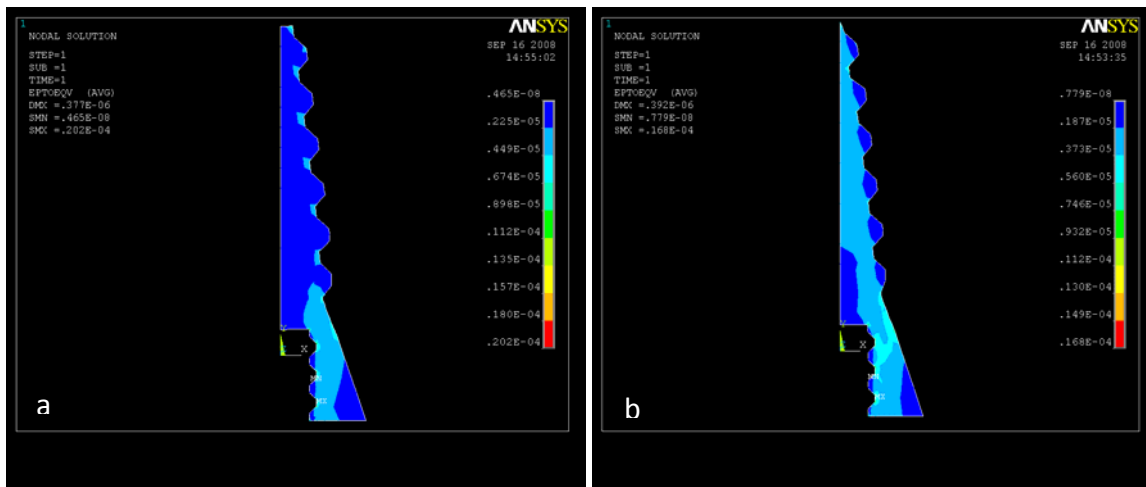 1
ANSYS
NODAL SOLUTION
SEP 16 2008
14:55:02
STEP=1
SUB =1
TIME=1
EPTOEQV (AVG)
DMX =.377E-06
SMN =.465E-08
SMX =.202E-04
.465E-08
.225E-05
.449E-05
.674E-05
.898E-05
.112E-04
.135E-04
.157E-04
.180E-04
.202E-04
Y
X
MN
MX
a
1
ANSYS
NODAL SOLUTION
SEP 16 2008
14:53:35
STEP=1
SUB =1
TIME=1
EPTOEQV (AVG)
DMX =.392E-06
SMN =.779E-08
SMX =.168E-04
.779E-08
.187E-05
.373E-05
.560E-05
.746E-05
.932E-05
.112E-04
.130E-04
.149E-04
.168E-04
Y
X
MN
MX
b